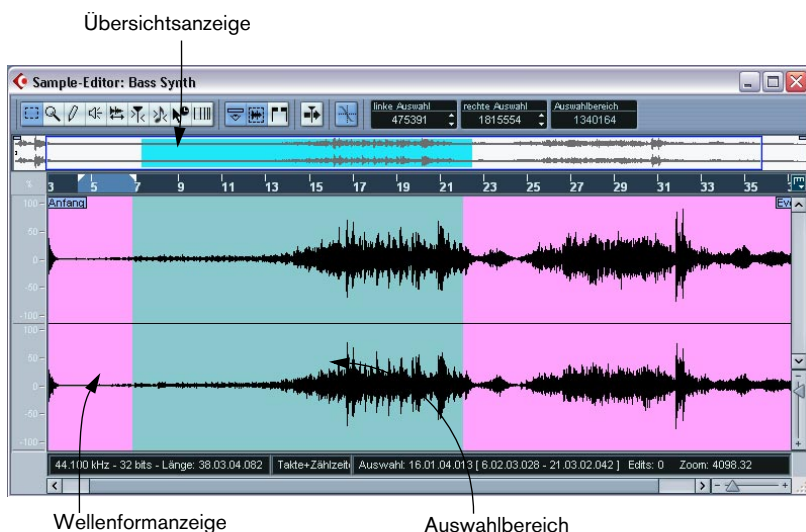 Übersichtsanzeige
Sample-Editor: Bass Synth
linke Auswahl rechte Auswahl Auswahlbereich
475391 1815554 1340164
% 3 5 7 9 11 13 15 17 19 21 23 25 27 29 31 33 35
Anfang Eve
100
50
0
-50
-100
100
50
0
-50
-100
44.100 kHz - 32 bits - Länge: 38.03.04.082 Takte+Zählzeit Auswahl: 16.01.04.013 [ 6.02.03.028 - 21.03.02.042 ] Edits: 0 Zoom: 4098.32
Wellenformanzeige Auswahlbereich